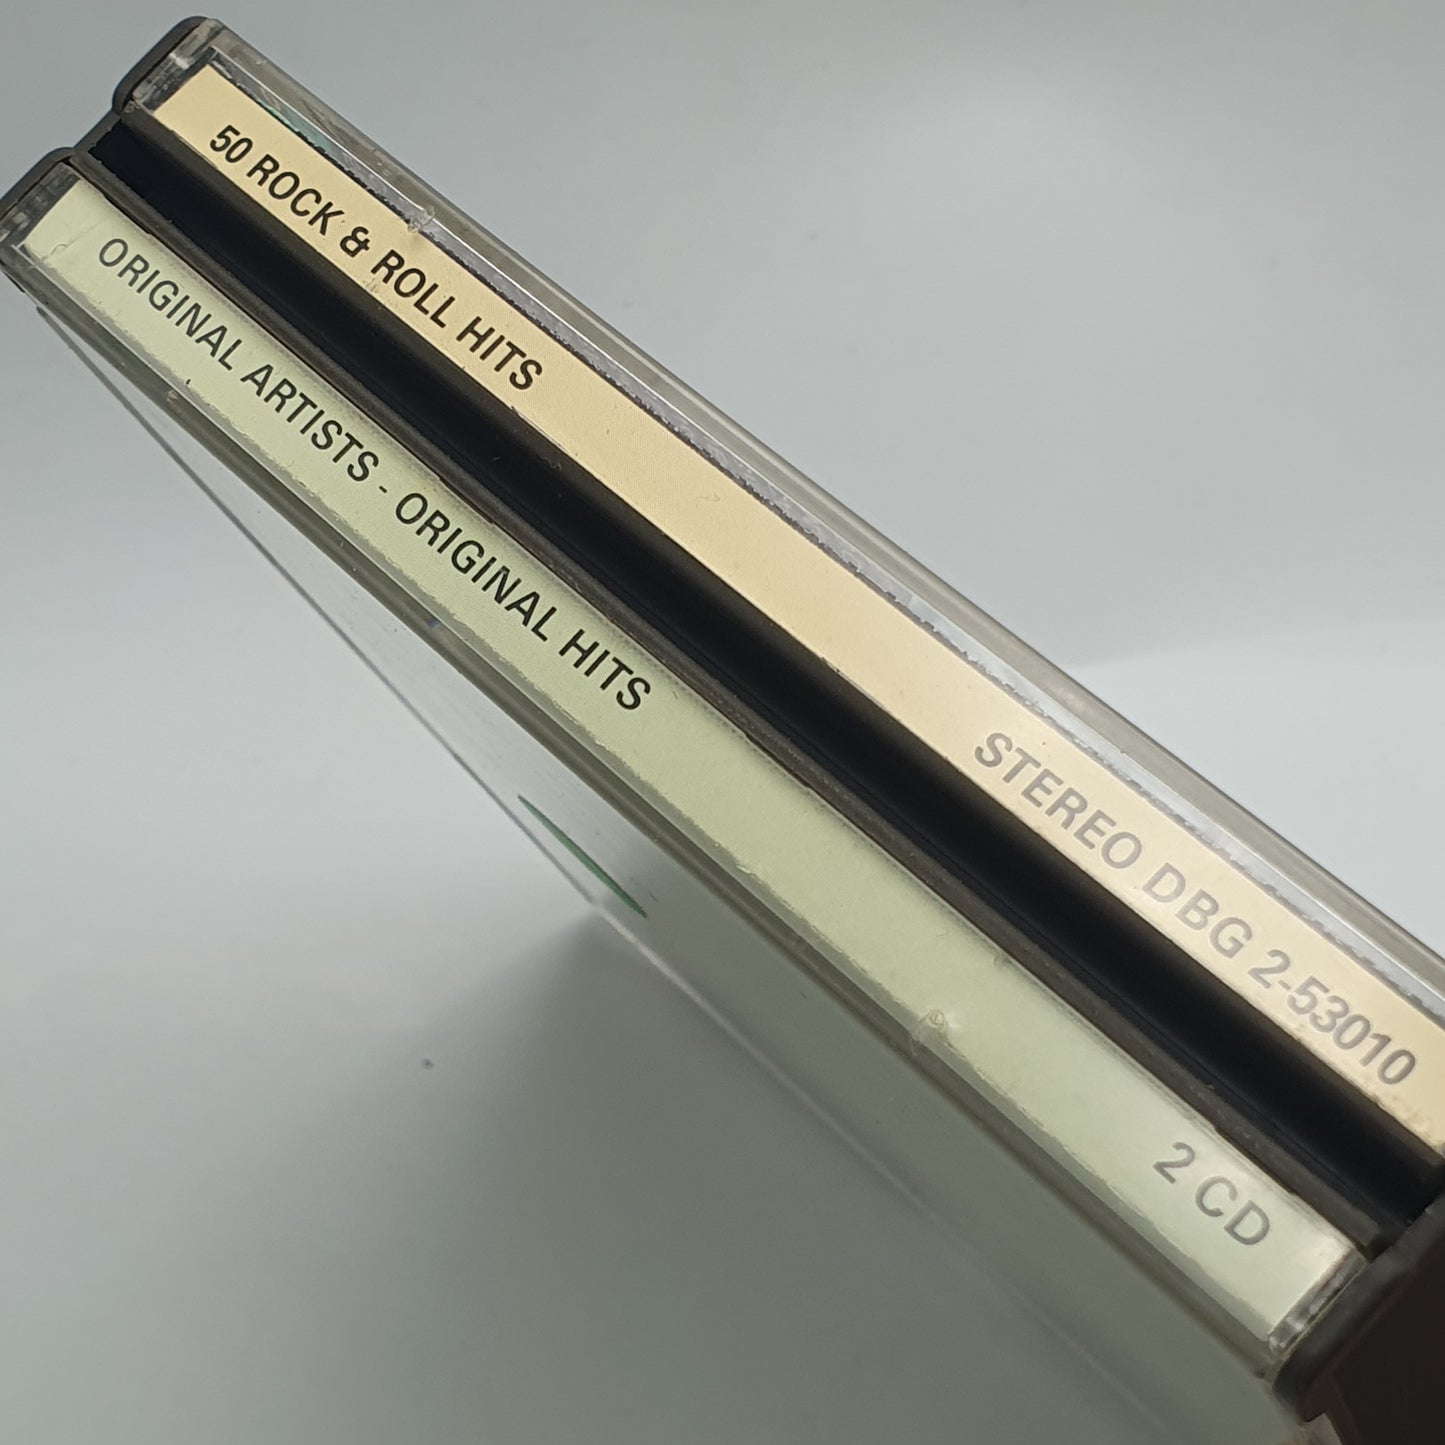 50 ROCK & ROLL HITS STEREO DBG 2-53010
ORIGINAL ARTISTS - ORIGINAL HITS 2 CD